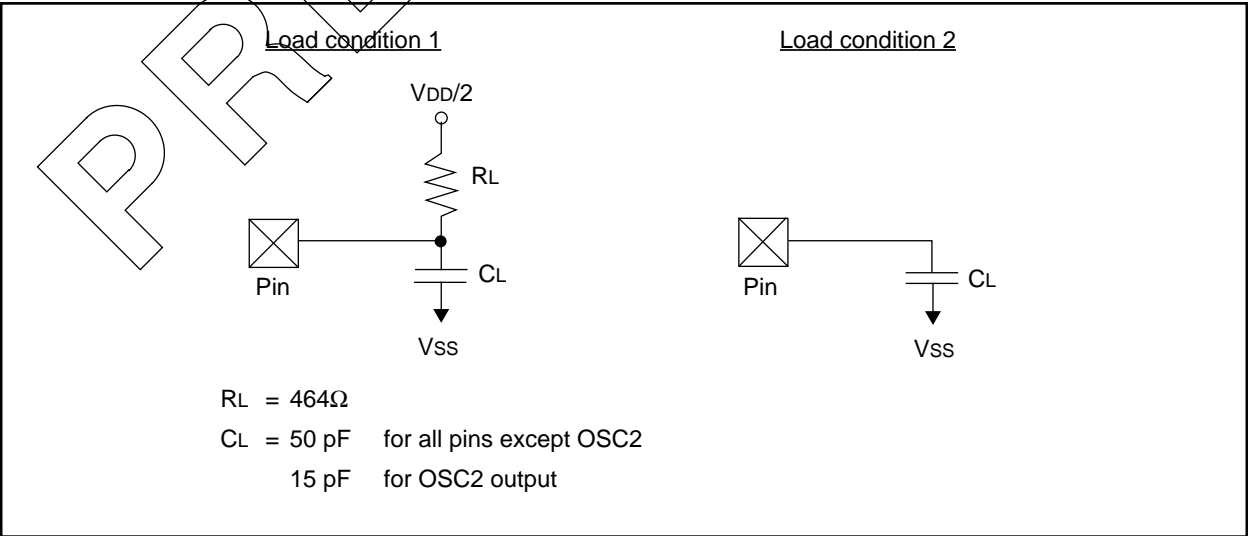 PRE
Load condition 1
Load condition 2
VDD/2
RL
CL
Pin
VSS
Pin
CL
VSS
RL = 464Ω
CL = 50 pF for all pins except OSC2
15 pF for OSC2 output